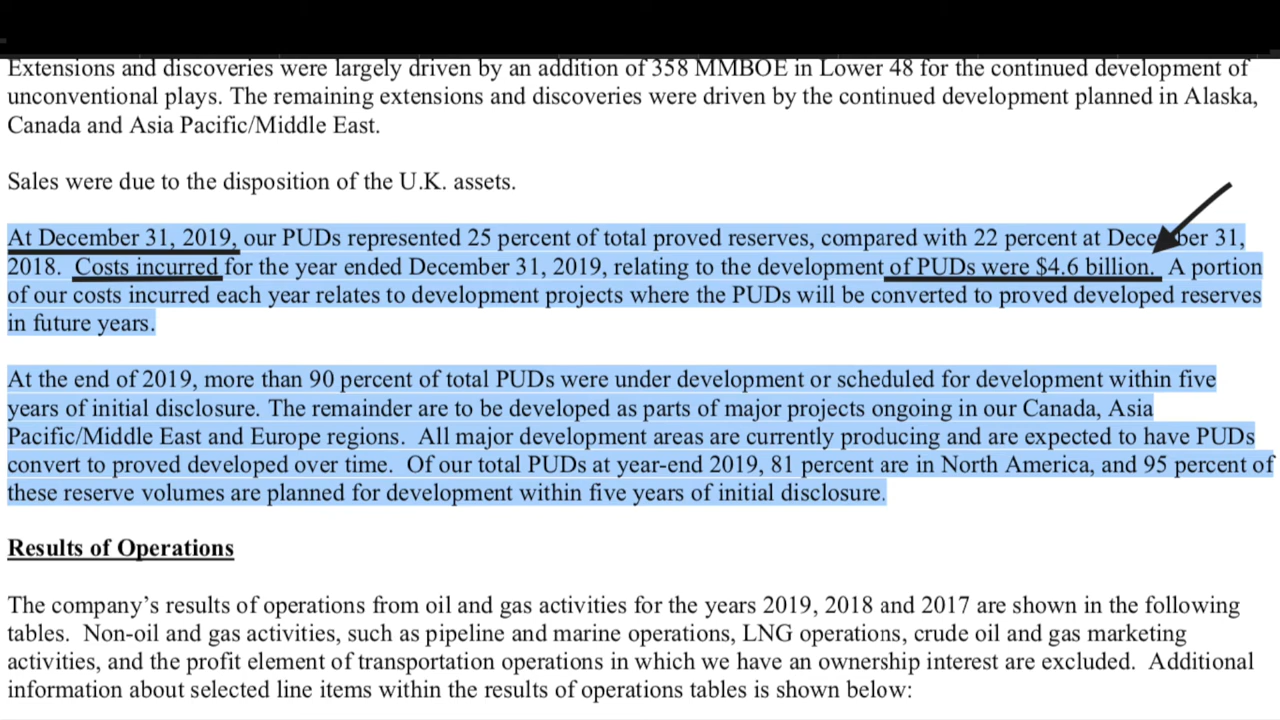 Extensions and discoveries were largely driven by an addition of 358 MMBOE in Lower 48 for the continued development of
unconventional plays. The remaining extensions and discoveries were driven by the continued development planned in Alaska,
Canada and Asia Pacific/Middle East.
Sales were due to the disposition of the U.K. assets.
At December 31, 2019, our PUDs represented 25 percent of total proved reserves, compared with 22 percent at December 31,
2018. Costs incurred for the year ended December 31, 2019, relating to the development of PUDs were $4.6 billion. A portion
of our costs incurred each year relates to development projects where the PUDs will be converted to proved developed reserves
in future years.
At the end of 2019, more than 90 percent of total PUDs were under development or scheduled for development within five
years of initial disclosure. The remainder are to be developed as parts of major projects ongoing in our Canada, Asia
Pacific/Middle East and Europe regions. All major development areas are currently producing and are expected to have PUDs
convert to proved developed over time. Of our total PUDs at year-end 2019, 81 percent are in North America, and 95 percent of
these reserve volumes are planned for development within five years of initial disclosure.
Results of Operations
The company’s results of operations from oil and gas activities for the years 2019, 2018 and 2017 are shown in the following
tables. Non-oil and gas activities, such as pipeline and marine operations, LNG operations, crude oil and gas marketing
activities, and the profit element of transportation operations in which we have an ownership interest are excluded. Additional
information about selected line items within the results of operations tables is shown below: